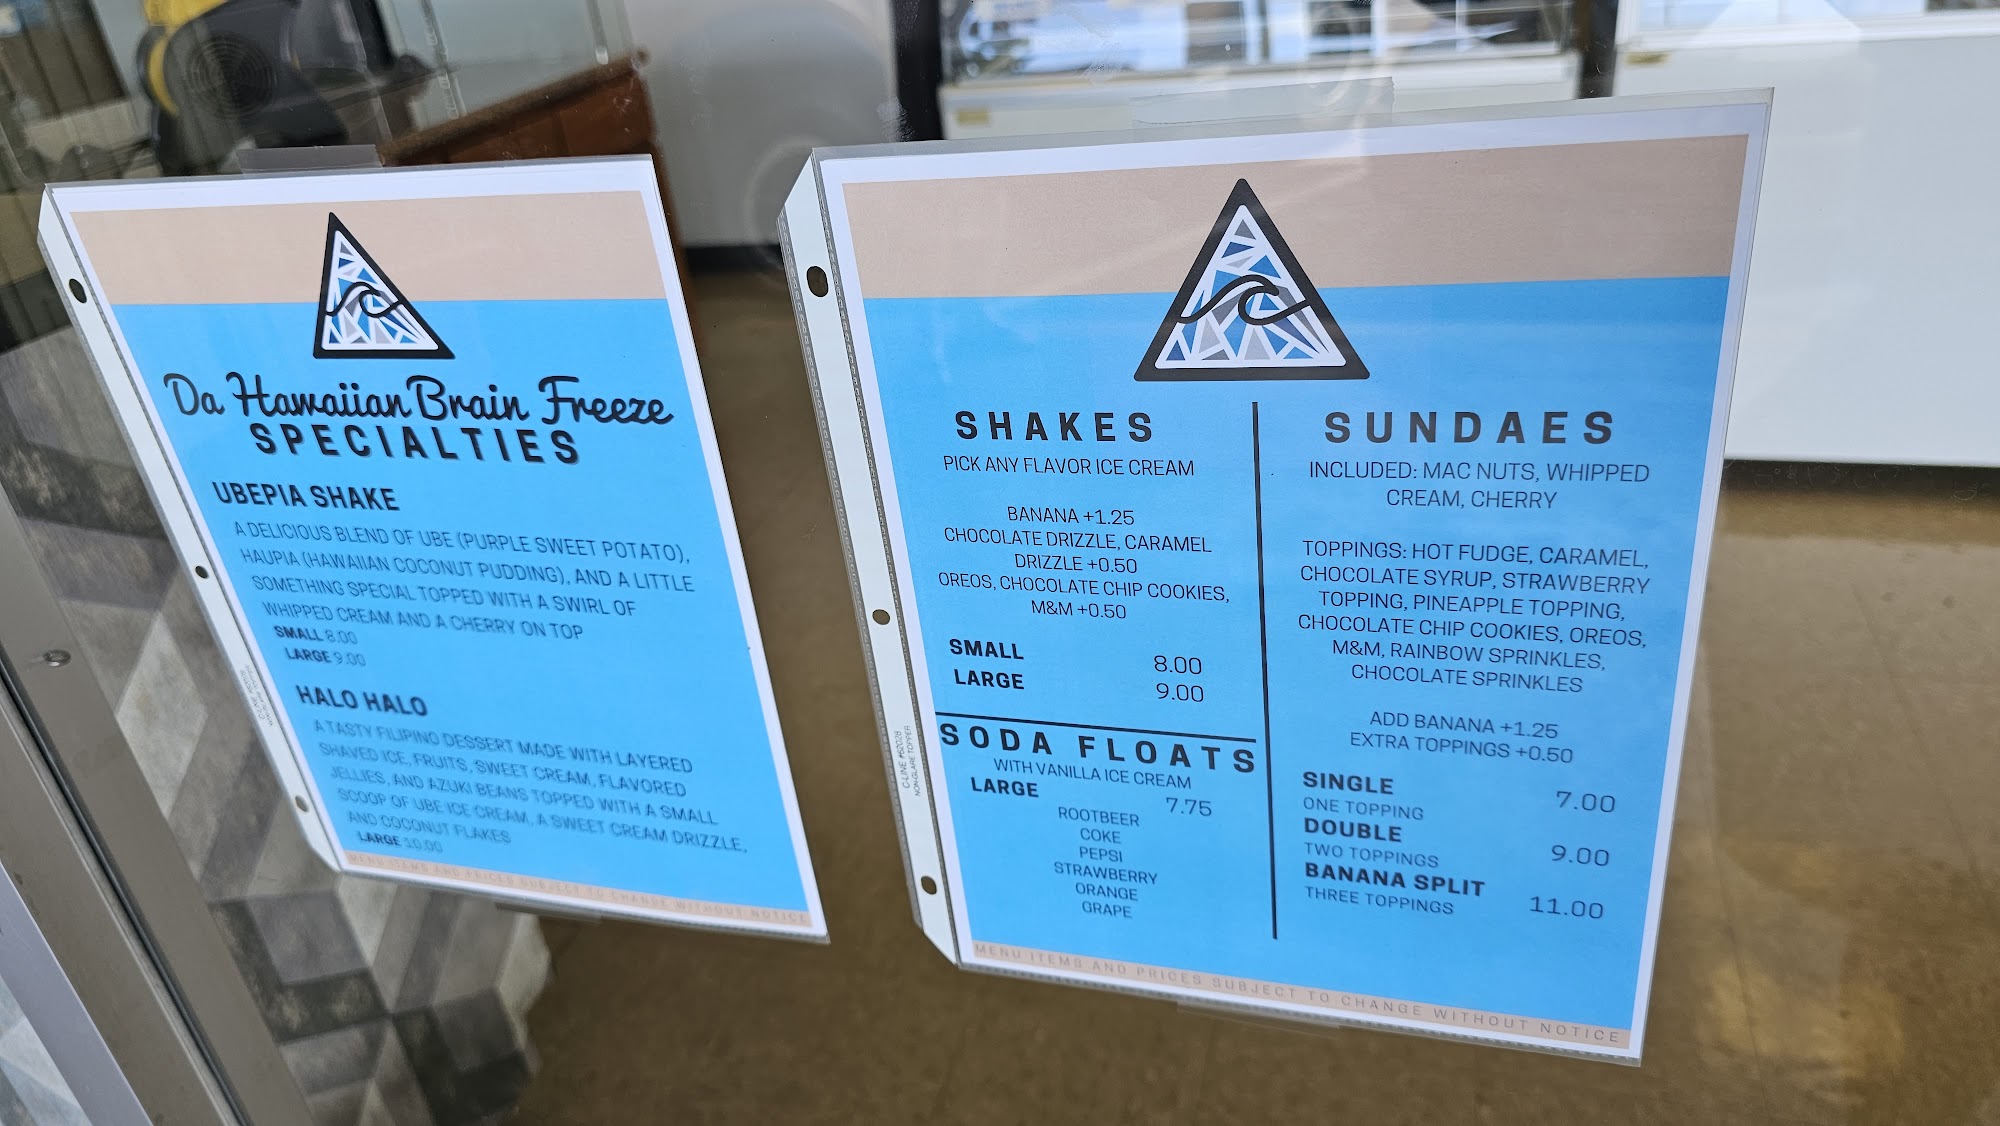 Da Hawaiian Brain Freeze
SPECIALTIES
UBEPIA SHAKE
A DELICIOUS BLEND OF UBE (PURPLE SWEET POTATO),
HAUPIA (HAWAIIAN COCONUT PUDDING), AND A LITTLE
SOMETHING SPECIAL TOPPED WITH A SWIRL OF
WHIPPED CREAM AND A CHERRY ON TOP
SMALL 8.00
LARGE 9.00
HALO HALO
A TASTY FILIPINO DESSERT MADE WITH LAYERED
SHAVED ICE, FRUITS, SWEET CREAM, FLAVORED
JELLIES, AND AZUKI BEANS TOPPED WITH A SMALL
SCOOP OF UBE ICE CREAM, A SWEET CREAM DRIZZLE,
AND COCONUT FLAKES
LARGE 10.00
MENU ITEMS AND PRICES SUBJECT TO CHANGE WITHOUT NOTICE
SHAKES
PICK ANY FLAVOR ICE CREAM
BANANA +1.25
CHOCOLATE DRIZZLE, CARAMEL
DRIZZLE +0.50
OREOS, CHOCOLATE CHIP COOKIES,
M&M +0.50
SMALL 8.00
LARGE 9.00
SODA FLOATS
WITH VANILLA ICE CREAM
LARGE 7.75
ROOTBEER
COKE
PEPSI
STRAWBERRY
ORANGE
GRAPE
SUNDAES
INCLUDED: MAC NUTS, WHIPPED
CREAM, CHERRY
TOPPINGS: HOT FUDGE, CARAMEL,
CHOCOLATE SYRUP, STRAWBERRY
TOPPING, PINEAPPLE TOPPING,
CHOCOLATE CHIP COOKIES, OREOS,
M&M, RAINBOW SPRINKLES,
CHOCOLATE SPRINKLES
ADD BANANA +1.25
EXTRA TOPPINGS +0.50
SINGLE 7.00
ONE TOPPING
DOUBLE 9.00
TWO TOPPINGS
BANANA SPLIT 11.00
THREE TOPPINGS
MENU ITEMS AND PRICES SUBJECT TO CHANGE WITHOUT NOTICE
C-LINE #62028
NON-GLARE TOPPER